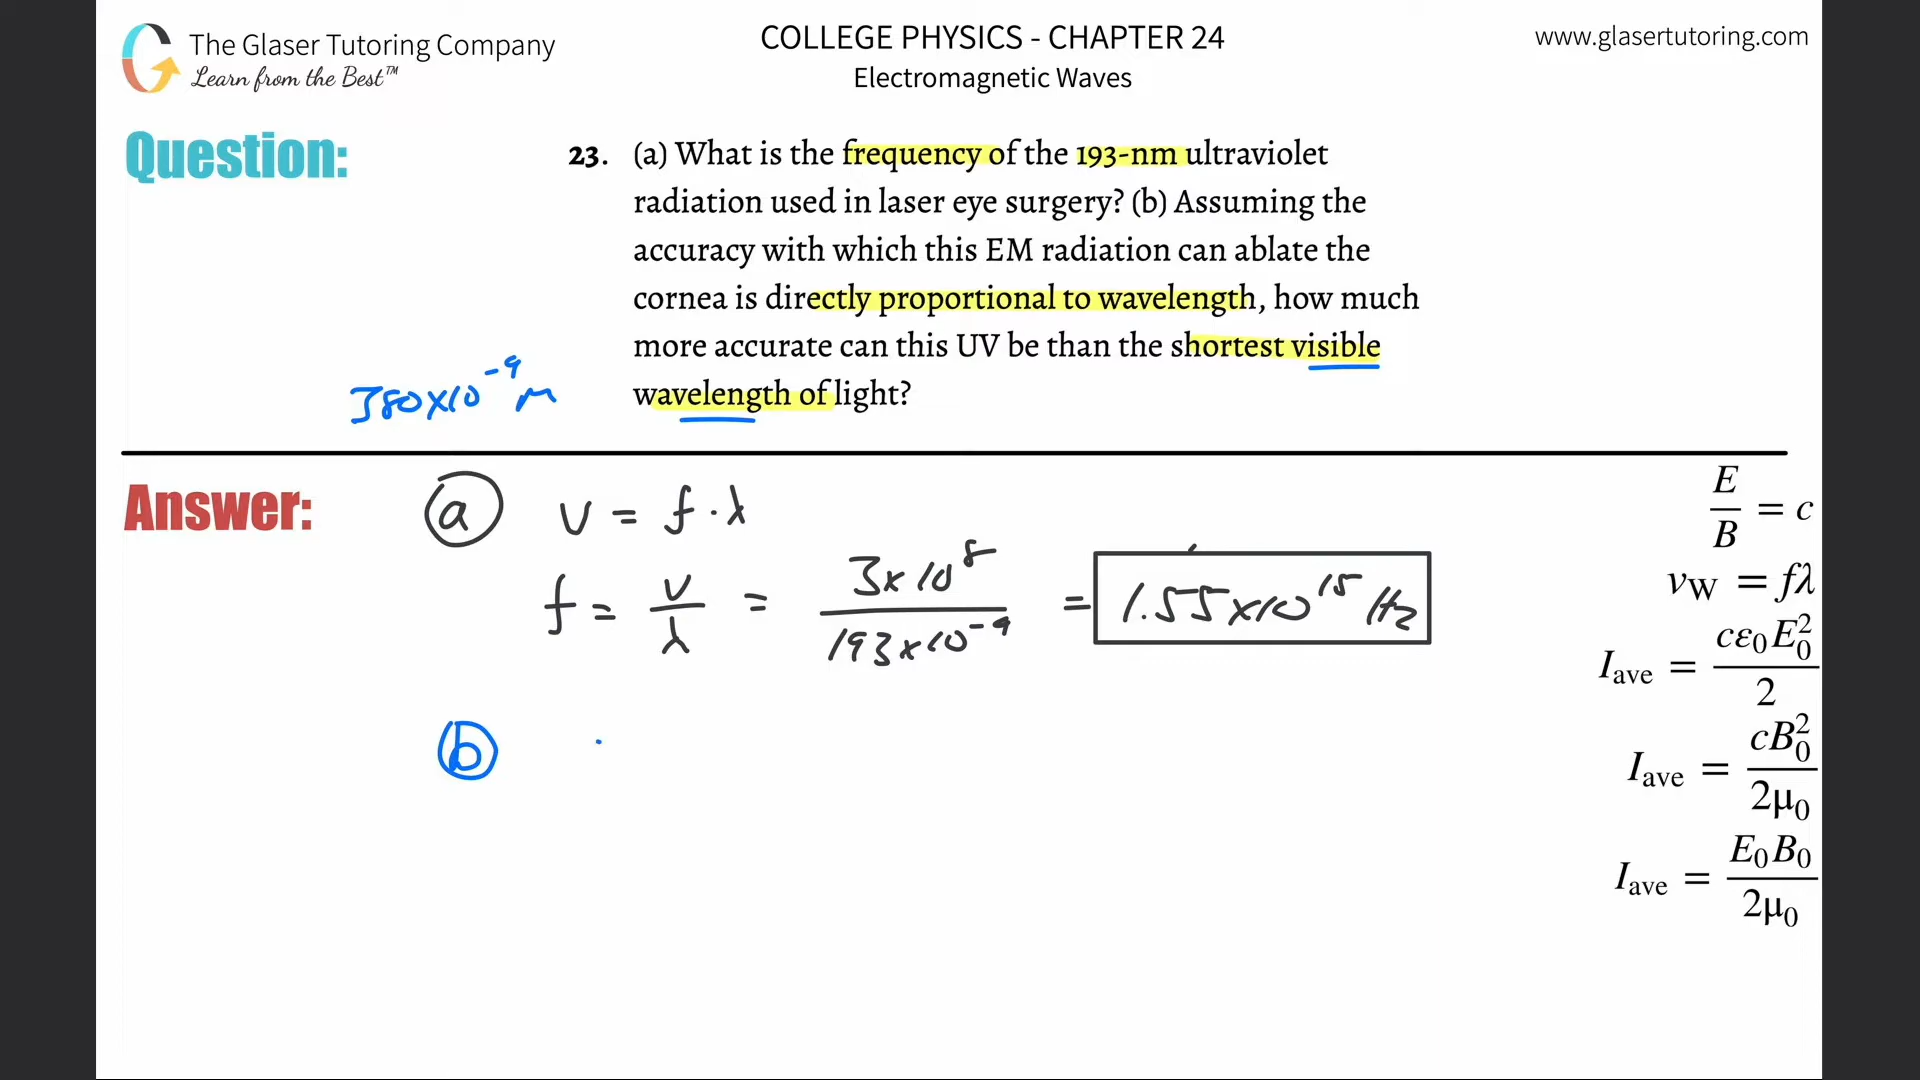 The Glaser Tutoring Company
Learn from the Best™
COLLEGE PHYSICS - CHAPTER 24
Electromagnetic Waves
www.glasertutoring.com
Question:
23. (a) What is the frequency of the 193-nm ultraviolet
radiation used in laser eye surgery? (b) Assuming the
accuracy with which this EM radiation can ablate the
cornea is directly proportional to wavelength, how much
more accurate can this UV be than the shortest visible
wavelength of light?
380x10⁻⁹ m
Answer:
(a) v = f · λ
f = v/λ = 3x10⁸/193x10⁻⁹ = 1.55x10¹⁵ Hz
(b)
E/B = c
v_W = fλ
I_ave = cε₀E₀²/2
I_ave = cB₀²/2μ₀
I_ave = E₀B₀/2μ₀